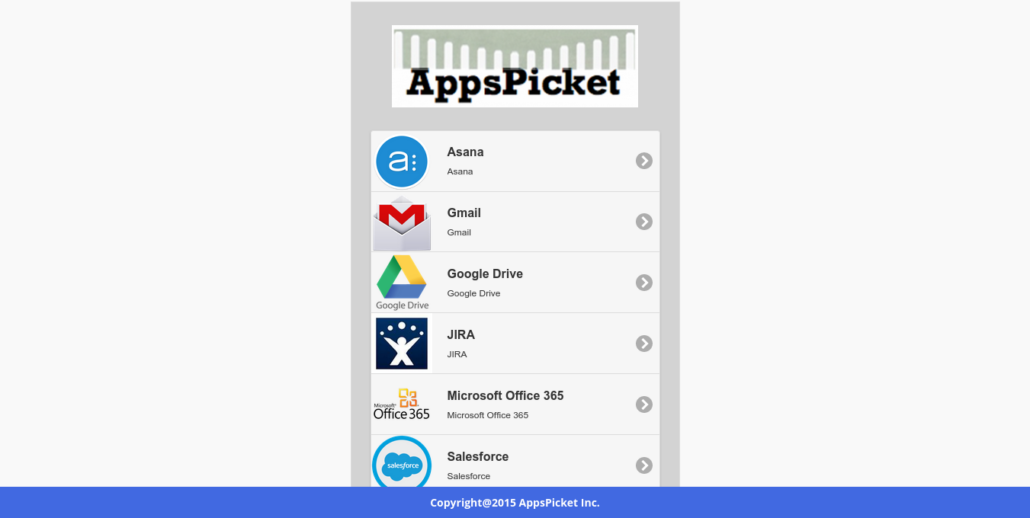 AppsPicket
a:
Asana
Asana
Gmail
Gmail
Google Drive
Google Drive
Google Drive
JIRA
JIRA
Microsoft
Office 365
Microsoft Office 365
Microsoft Office 365
salesforce
Salesforce
Salesforce
Copyright@2015 AppsPicket Inc.